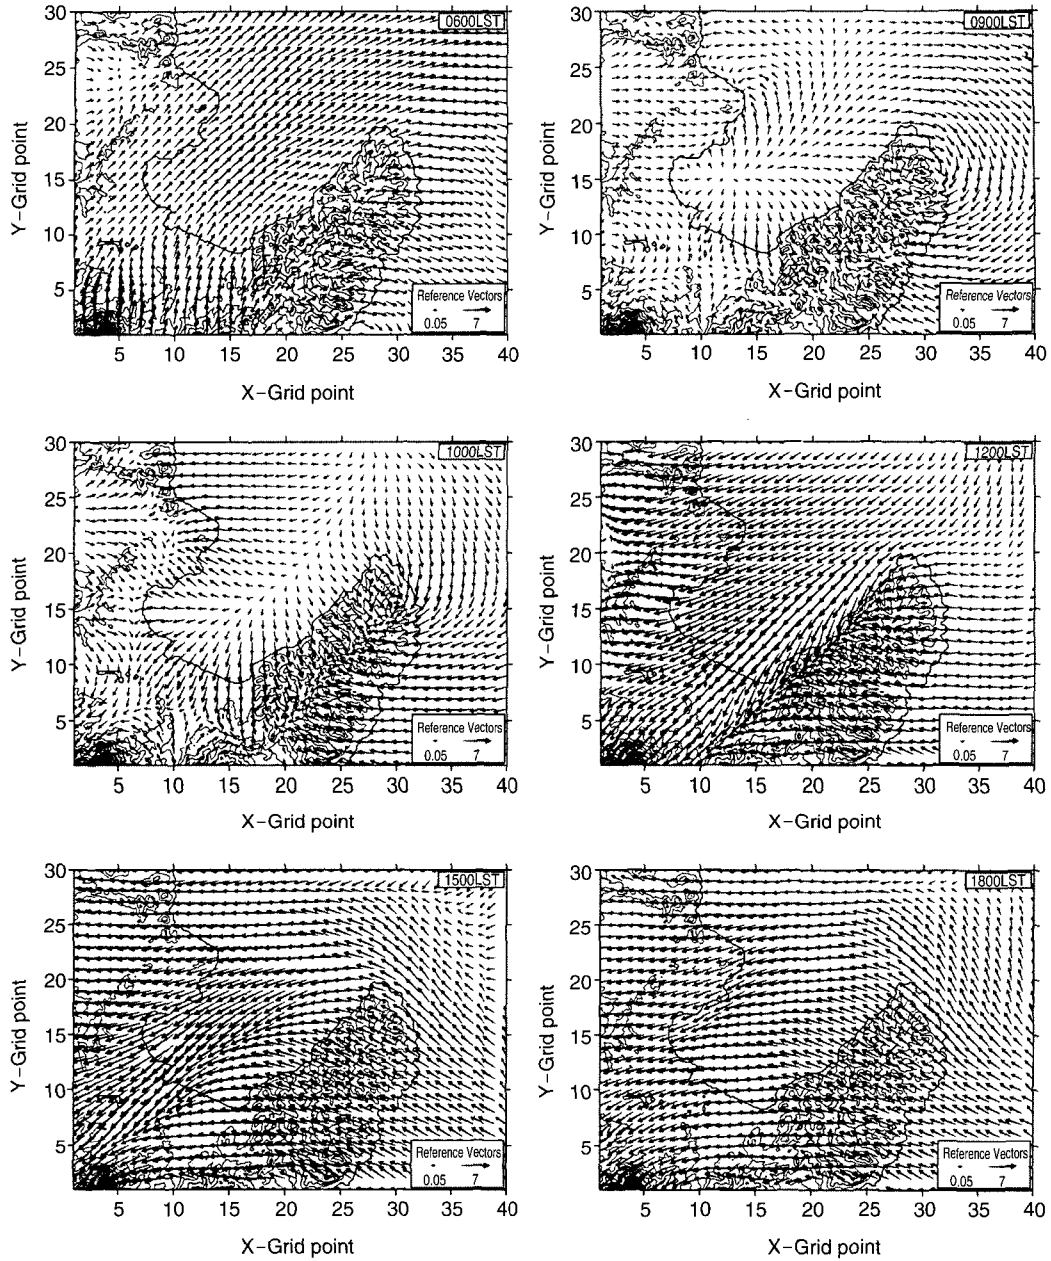 0600LST
30
25
20
15
10
5
Y-Grid point
Reference Vectors
0.05 7
5 10 15 20 25 30 35 40
X-Grid point
0900LST
30
25
20
15
10
5
Y-Grid point
Reference Vectors
0.05 7
5 10 15 20 25 30 35 40
X-Grid point
1000LST
30
25
20
15
10
5
Y-Grid point
Reference Vectors
0.05 7
5 10 15 20 25 30 35 40
X-Grid point
1200LST
30
25
20
15
10
5
Y-Grid point
Reference Vectors
0.05 7
5 10 15 20 25 30 35 40
X-Grid point
1500LST
30
25
20
15
10
5
Y-Grid point
Reference Vectors
0.05 7
5 10 15 20 25 30 35 40
X-Grid point
1800LST
30
25
20
15
10
5
Y-Grid point
Reference Vectors
0.05 7
5 10 15 20 25 30 35 40
X-Grid point